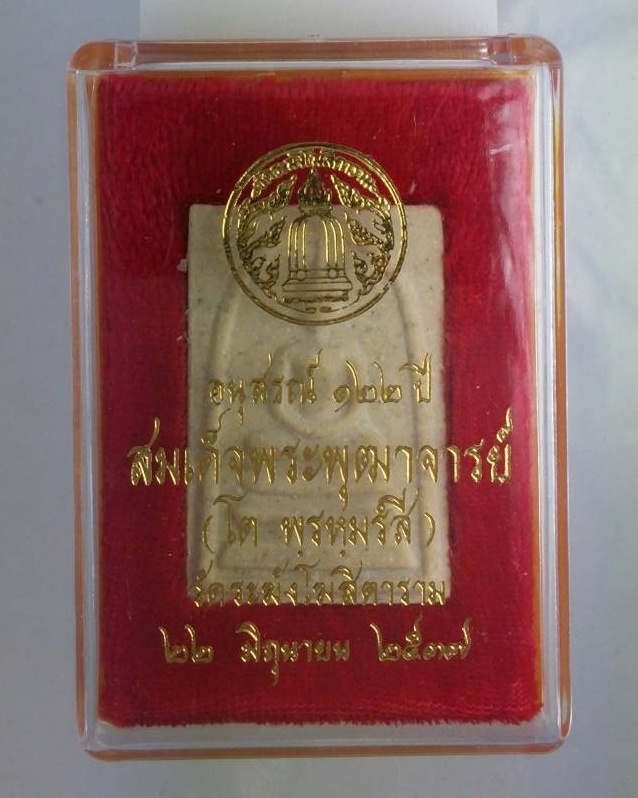 อนุสรณ์ ๑๒๒ ปี
สมเด็จพระพุฒาจารย์
(โต พฺรหฺมรํสี)
วัดระฆังโฆสิตาราม
๒๒ มิถุนายน ๒๕๓๗